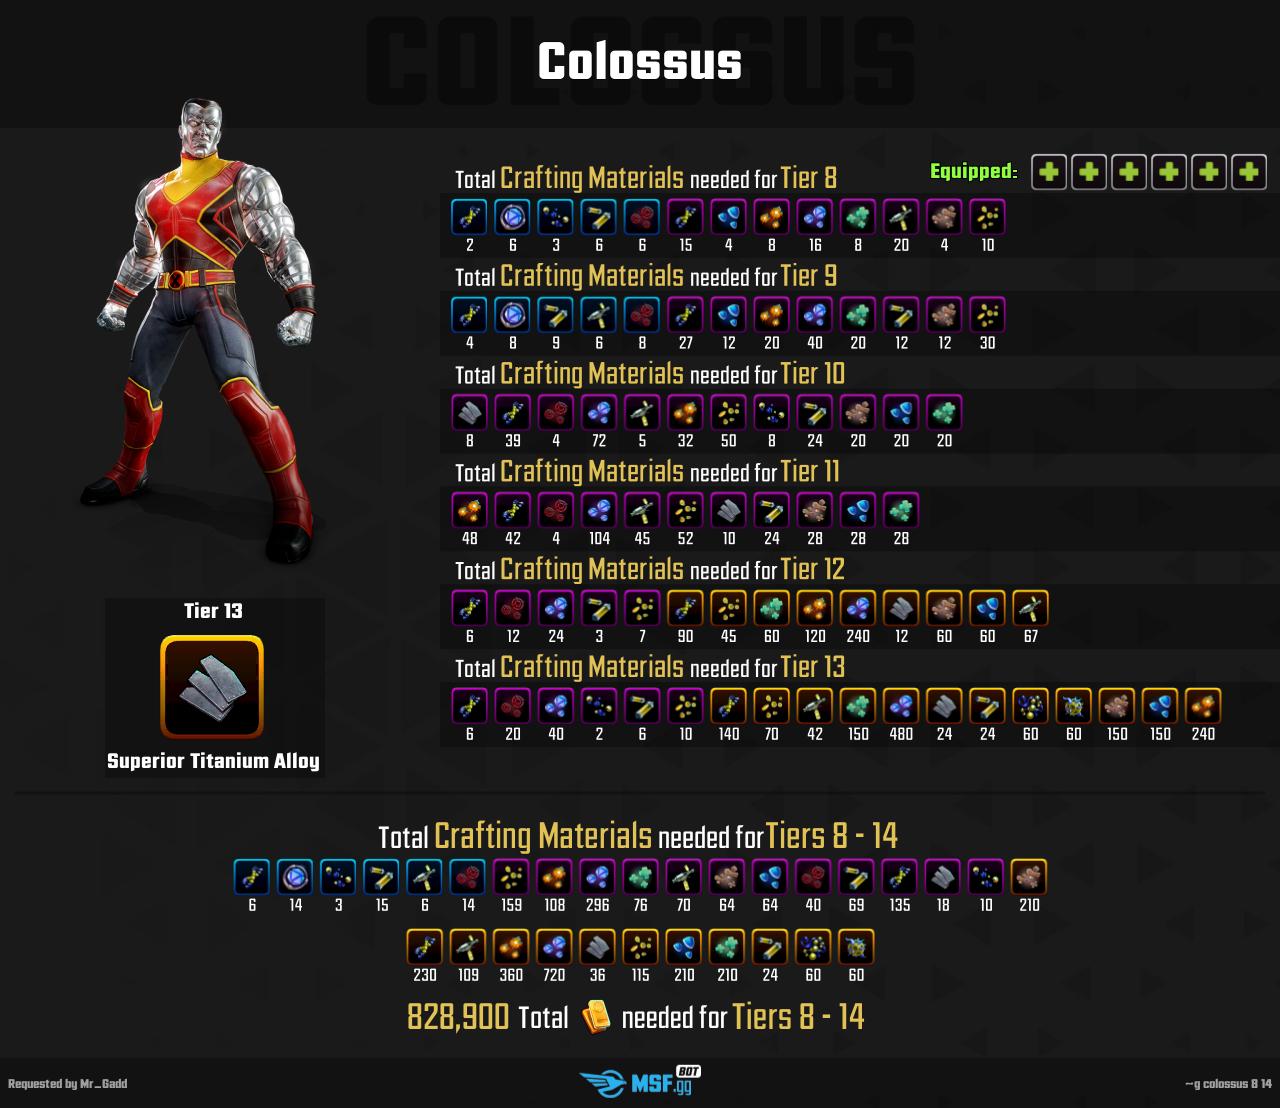 COLOSSUS
Colossus
Equipped:
Total Crafting Materials needed for Tier 8
2 6 3 6 6 15 4 8 16 8 20 4 10
Total Crafting Materials needed for Tier 9
4 8 9 6 8 27 12 20 40 20 12 12 30
Total Crafting Materials needed for Tier 10
8 39 4 72 5 32 50 8 24 20 20 20
Total Crafting Materials needed for Tier 11
48 42 4 104 45 52 10 24 28 28 28
Total Crafting Materials needed for Tier 12
6 12 24 3 7 90 45 60 120 240 12 60 60 67
Total Crafting Materials needed for Tier 13
6 20 40 2 6 10 140 70 42 150 480 24 24 60 60 150 150 240
Tier 13
Superior Titanium Alloy
Total Crafting Materials needed for Tiers 8 - 14
6 14 3 15 6 14 159 108 296 76 70 64 64 40 69 135 18 10 210
230 109 360 720 36 115 210 210 24 60 60
828,900 Total needed for Tiers 8 - 14
Requested by Mr_Gadd
MSF.gg BOT
~g colossus 8 14